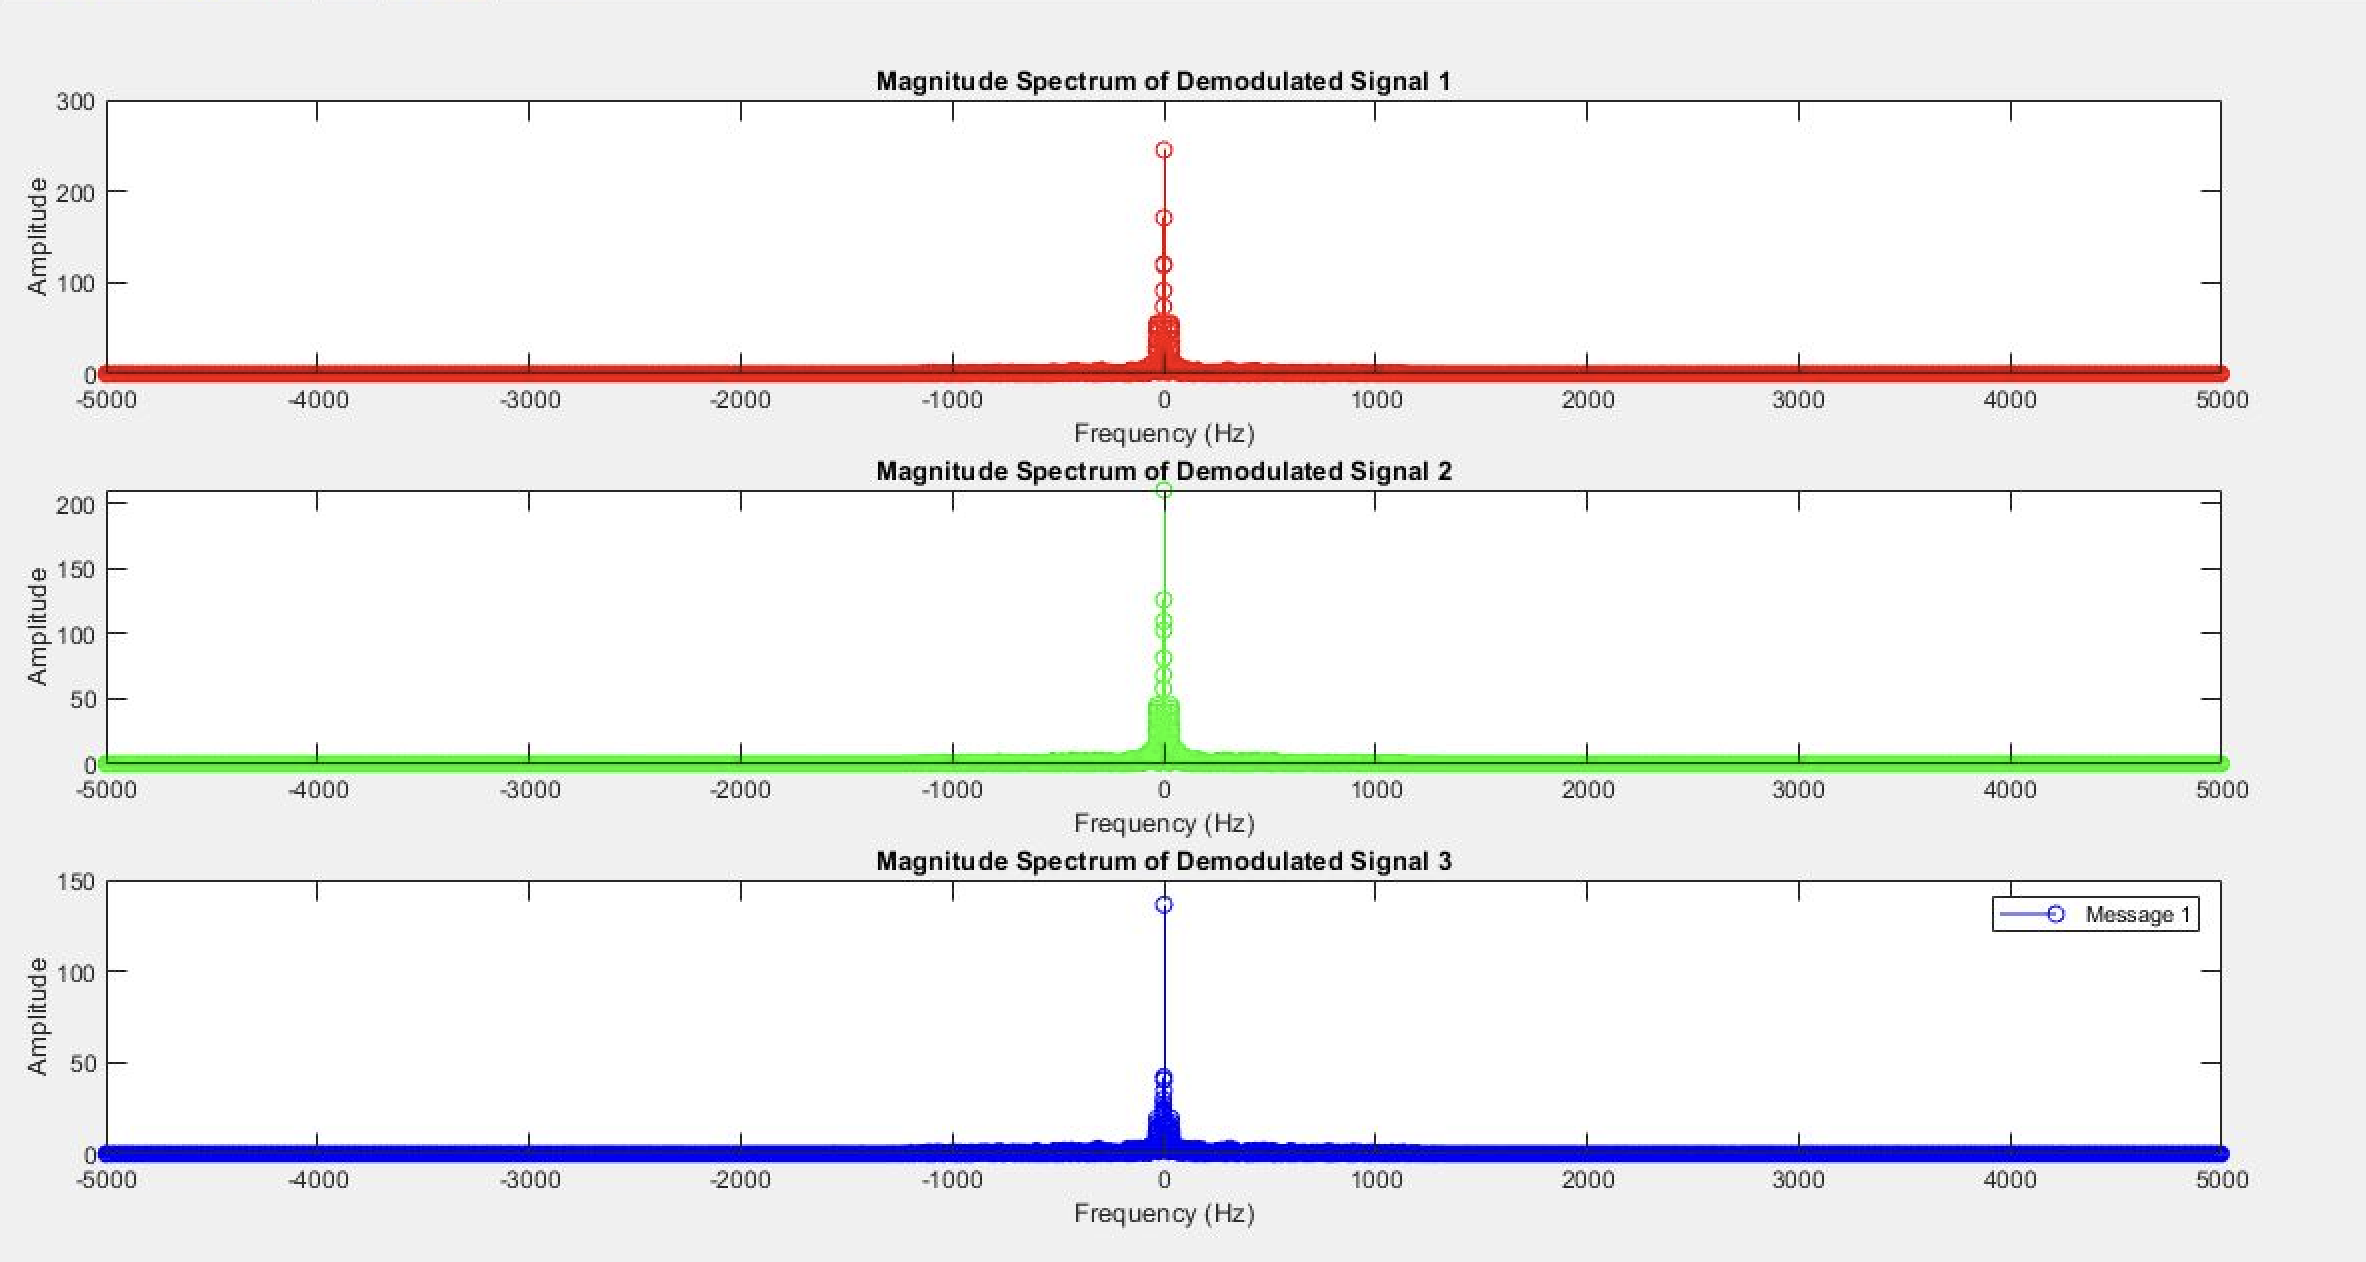 Magnitude Spectrum of Demodulated Signal 1
300
200
100
0
Amplitude
-5000 -4000 -3000 -2000 -1000 0 1000 2000 3000 4000 5000
Frequency (Hz)
Magnitude Spectrum of Demodulated Signal 2
200
150
100
50
0
Amplitude
-5000 -4000 -3000 -2000 -1000 0 1000 2000 3000 4000 5000
Frequency (Hz)
Magnitude Spectrum of Demodulated Signal 3
150
100
50
0
Amplitude
Message 1
-5000 -4000 -3000 -2000 -1000 0 1000 2000 3000 4000 5000
Frequency (Hz)